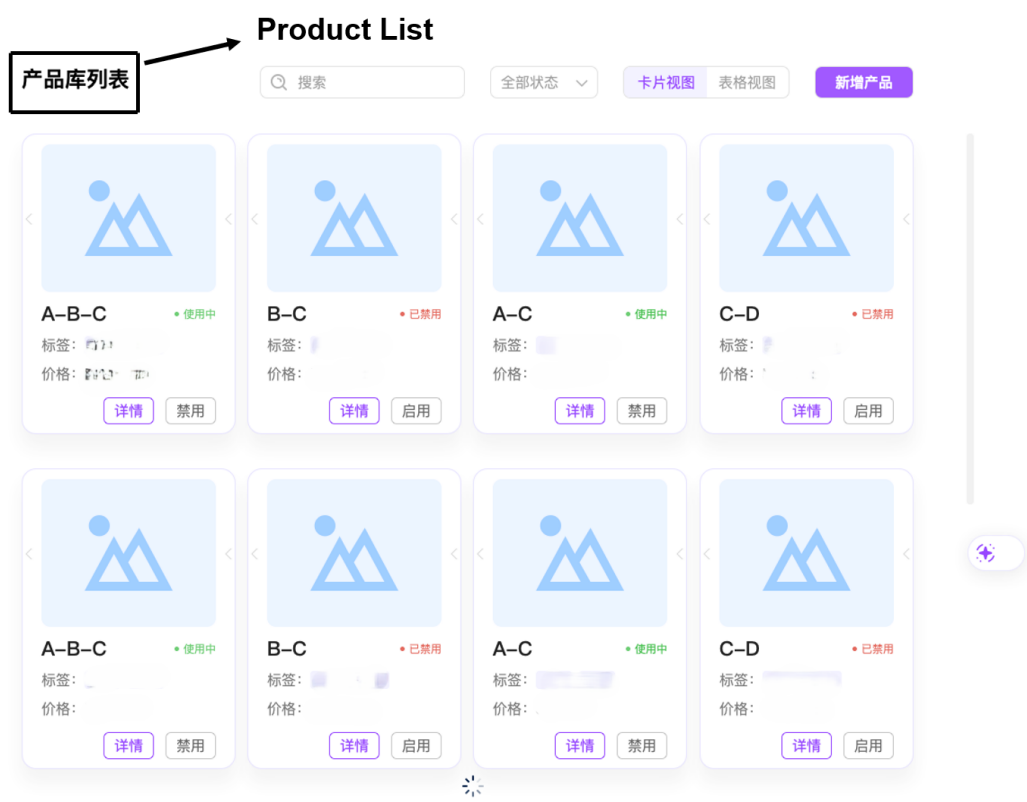 Product List
产品库列表
搜索 全部状态 卡片视图 表格视图 新增产品
A-B-C 使用中 B-C 已禁用 A-C 使用中 C-D 已禁用
标签： 标签： 标签： 标签：
价格： 价格： 价格： 价格：
详情 禁用 详情 启用 详情 禁用 详情 启用
A-B-C 使用中 B-C 已禁用 A-C 使用中 C-D 已禁用
标签： 标签： 标签： 标签：
价格： 价格： 价格： 价格：
详情 禁用 详情 启用 详情 禁用 详情 启用